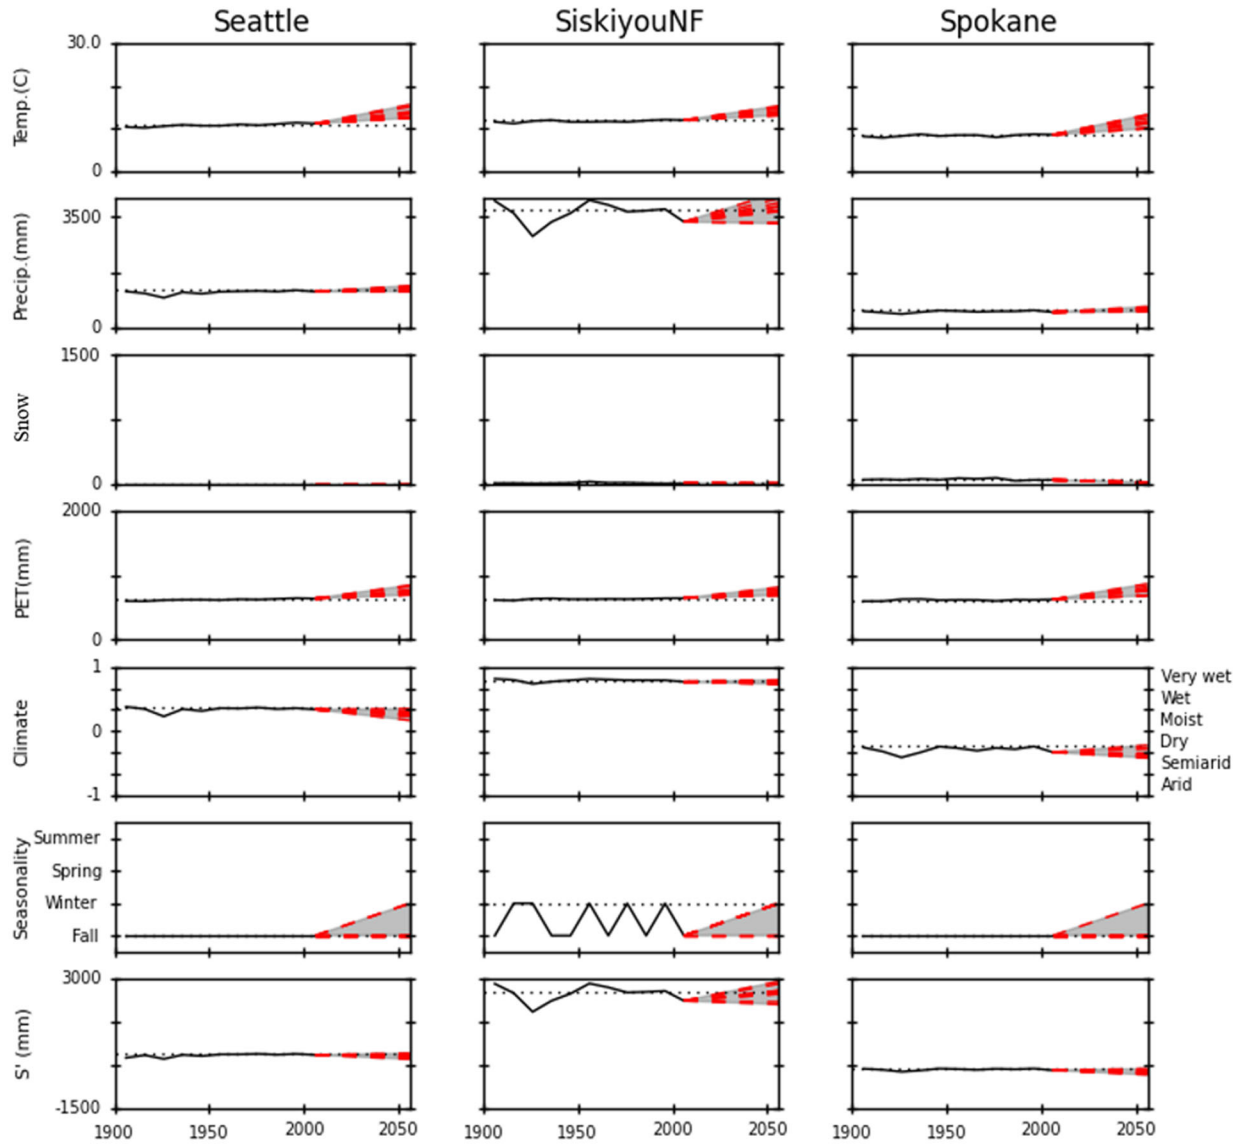 Seattle SiskiyouNF Spokane
30.0
Temp.(C)
0
3500
Precip.(mm)
0
1500
Snow
0
2000
PET(mm)
0
1
Climate
0
-1
Very wet
Wet
Moist
Dry
Semiarid
Arid
Seasonality
Summer
Spring
Winter
Fall
3000
S' (mm)
-1500
1900 1950 2000 2050 1900 1950 2000 2050 1900 1950 2000 2050